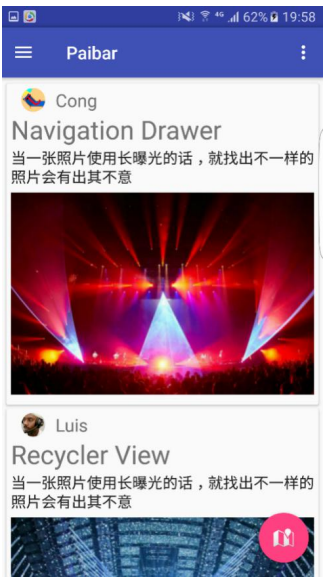 4G 62% 19:58
Paibar
Cong
Navigation Drawer
当一张照片使用长曝光的话，就找出不一样的
照片会有出其不意
Luis
Recycler View
当一张照片使用长曝光的话，就找出不一样的
照片会有出其不意